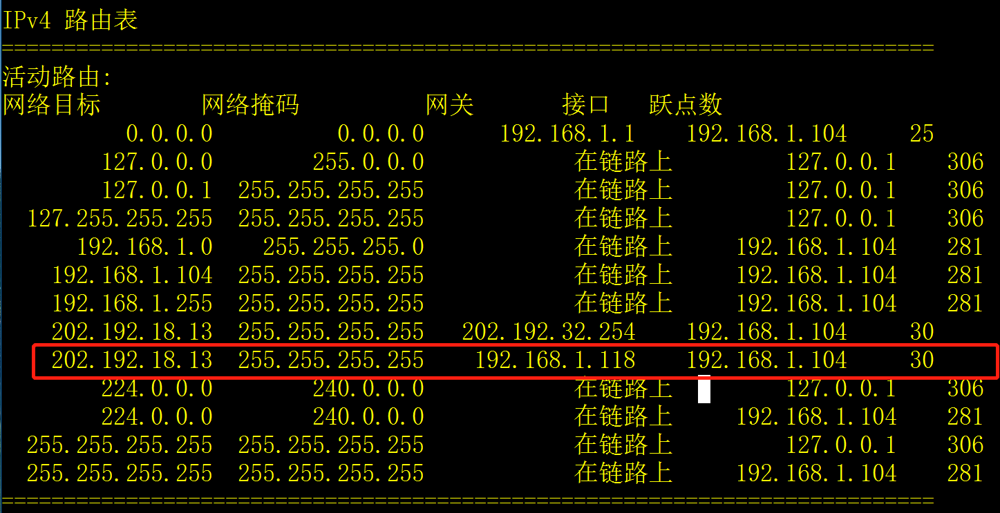 IPv4 路由表
===========================================================================
活动路由:
网络目标 网络掩码 网关 接口 跃点数
0.0.0.0 0.0.0.0 192.168.1.1 192.168.1.104 25
127.0.0.0 255.0.0.0 在链路上 127.0.0.1 306
127.0.0.1 255.255.255.255 在链路上 127.0.0.1 306
127.255.255.255 255.255.255.255 在链路上 127.0.0.1 306
192.168.1.0 255.255.255.0 在链路上 192.168.1.104 281
192.168.1.104 255.255.255.255 在链路上 192.168.1.104 281
192.168.1.255 255.255.255.255 在链路上 192.168.1.104 281
202.192.18.13 255.255.255.255 202.192.32.254 192.168.1.104 30
202.192.18.13 255.255.255.255 192.168.1.118 192.168.1.104 30
224.0.0.0 240.0.0.0 在链路上 127.0.0.1 306
224.0.0.0 240.0.0.0 在链路上 192.168.1.104 281
255.255.255.255 255.255.255.255 在链路上 127.0.0.1 306
255.255.255.255 255.255.255.255 在链路上 192.168.1.104 281
===========================================================================